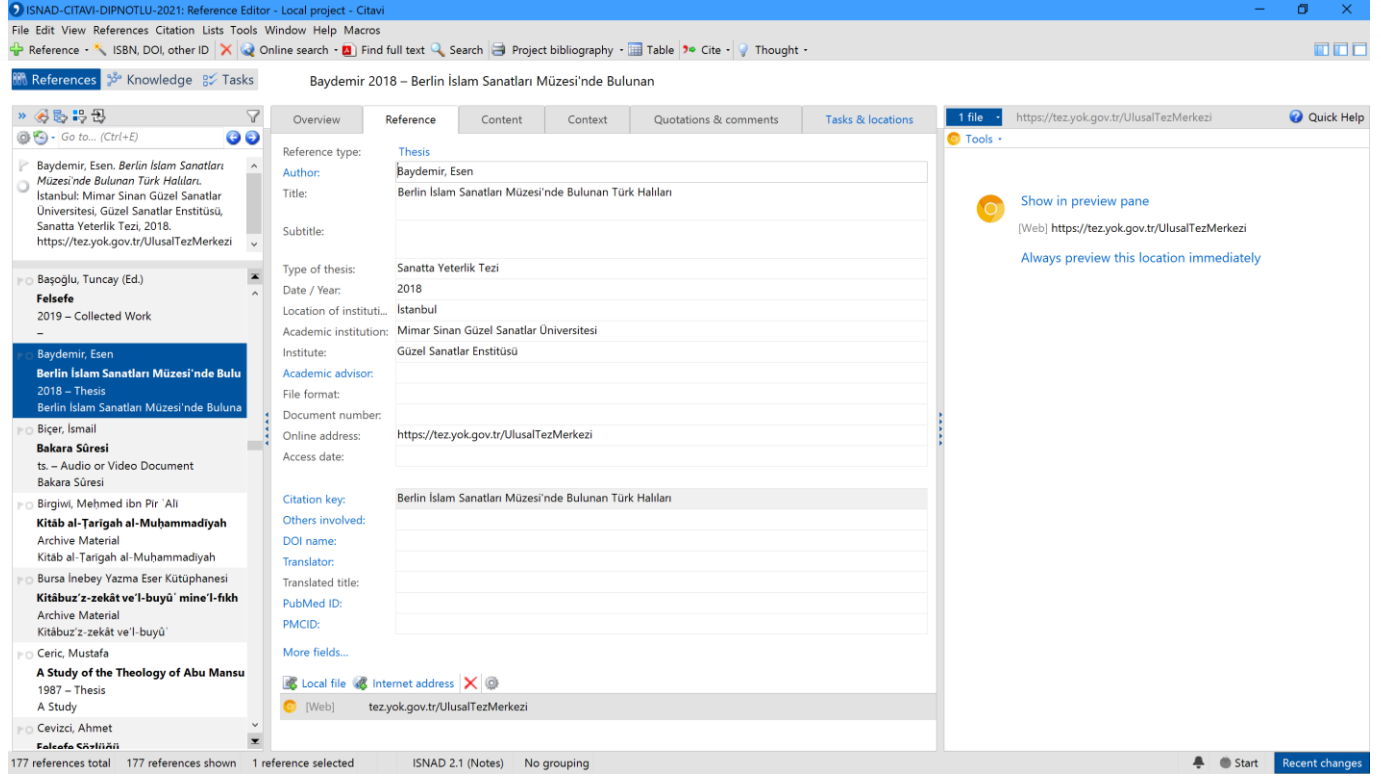 ISNAD-CITAVI-DIPNOTLU-2021: Reference Editor - Local project - Citavi
File Edit View References Citation Lists Tools Window Help Macros
Reference ISBN, DOI, other ID Online search Find full text Search Project bibliography Table Cite Thought
References Knowledge Tasks
Baydemir 2018 – Berlin İslam Sanatları Müzesi'nde Bulunan
Go to... (Ctrl+E)
Baydemir, Esen. Berlin İslam Sanatları
Müzesi'nde Bulunan Türk Halıları.
İstanbul: Mimar Sinan Güzel Sanatlar
Üniversitesi, Güzel Sanatlar Enstitüsü,
Sanatta Yeterlik Tezi, 2018.
https://tez.yok.gov.tr/UlusalTezMerkezi
Başoğlu, Tuncay (Ed.)
Felsefe
2019 – Collected Work
–
Baydemir, Esen
Berlin İslam Sanatları Müzesi'nde Bulu
2018 – Thesis
Berlin İslam Sanatları Müzesi'nde Buluna
Biçer, İsmail
Bakara Sûresi
ts. – Audio or Video Document
Bakara Sûresi
Birgiwī, Meḥmed ibn Pīr ʿAlī
Kitāb al-Ṭarīgah al-Muḥammadīyah
Archive Material
Kitāb al-Ṭarīgah al-Muḥammadīyah
Bursa İnebey Yazma Eser Kütüphanesi
Kitâbuz'z-zekât ve'l-buyûʿ mine'l-fıkh
Archive Material
Kitâbuz'z-zekât ve'l-buyûʿ
Ceric, Mustafa
A Study of the Theology of Abu Mansu
1987 – Thesis
A Study
Cevizci, Ahmet
Felsefe Sözlüğü
Overview Reference Content Context Quotations & comments Tasks & locations
Reference type: Thesis
Author: Baydemir, Esen
Title: Berlin İslam Sanatları Müzesi'nde Bulunan Türk Halıları
Subtitle:
Type of thesis: Sanatta Yeterlik Tezi
Date / Year: 2018
Location of instituti... İstanbul
Academic institution: Mimar Sinan Güzel Sanatlar Üniversitesi
Institute: Güzel Sanatlar Enstitüsü
Academic advisor:
File format:
Document number:
Online address: https://tez.yok.gov.tr/UlusalTezMerkezi
Access date:
Citation key: Berlin İslam Sanatları Müzesi'nde Bulunan Türk Halıları
Others involved:
DOI name:
Translator:
Translated title:
PubMed ID:
PMCID:
More fields...
Local file Internet address
[Web] tez.yok.gov.tr/UlusalTezMerkezi
1 file https://tez.yok.gov.tr/UlusalTezMerkezi Quick Help
Tools
Show in preview pane
[Web] https://tez.yok.gov.tr/UlusalTezMerkezi
Always preview this location immediately
177 references total 177 references shown 1 reference selected ISNAD 2.1 (Notes) No grouping Start Recent changes